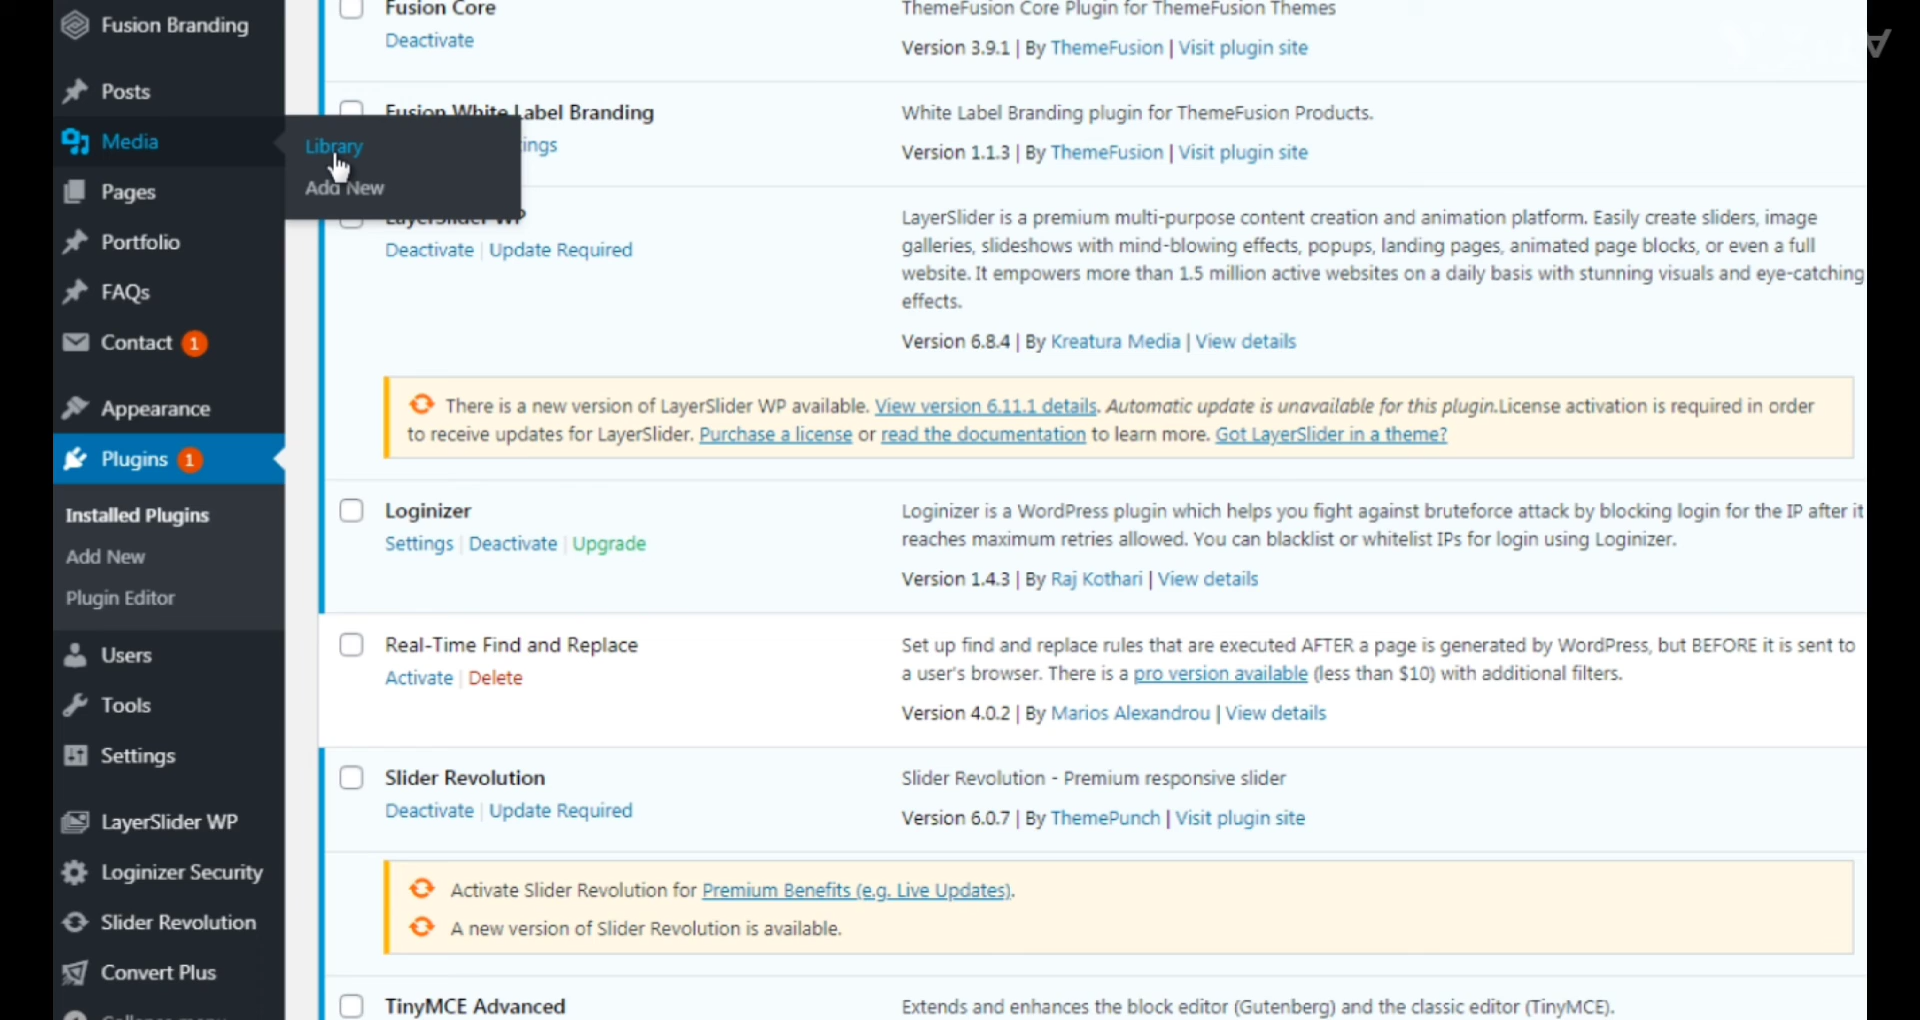 Fusion Branding
Posts
Media
Library
Add New
Pages
Portfolio
FAQs
Contact 1
Appearance
Plugins 1
Installed Plugins
Add New
Plugin Editor
Users
Tools
Settings
LayerSlider WP
Loginizer Security
Slider Revolution
Convert Plus
Fusion Core
Deactivate
ThemeFusion Core Plugin for ThemeFusion Themes
Version 3.9.1 | By ThemeFusion | Visit plugin site
Fusion White Label Branding
White Label Branding plugin for ThemeFusion Products.
Version 1.1.3 | By ThemeFusion | Visit plugin site
LayerSlider WP
Deactivate | Update Required
LayerSlider is a premium multi-purpose content creation and animation platform. Easily create sliders, image
galleries, slideshows with mind-blowing effects, popups, landing pages, animated page blocks, or even a full
website. It empowers more than 1.5 million active websites on a daily basis with stunning visuals and eye-catching
effects.
Version 6.8.4 | By Kreatura Media | View details
There is a new version of LayerSlider WP available. View version 6.11.1 details. Automatic update is unavailable for this plugin.License activation is required in order
to receive updates for LayerSlider. Purchase a license or read the documentation to learn more. Got LayerSlider in a theme?
Loginizer
Settings | Deactivate | Upgrade
Loginizer is a WordPress plugin which helps you fight against bruteforce attack by blocking login for the IP after it
reaches maximum retries allowed. You can blacklist or whitelist IPs for login using Loginizer.
Version 1.4.3 | By Raj Kothari | View details
Real-Time Find and Replace
Activate | Delete
Set up find and replace rules that are executed AFTER a page is generated by WordPress, but BEFORE it is sent to
a user's browser. There is a pro version available (less than $10) with additional filters.
Version 4.0.2 | By Marios Alexandrou | View details
Slider Revolution
Deactivate | Update Required
Slider Revolution - Premium responsive slider
Version 6.0.7 | By ThemePunch | Visit plugin site
Activate Slider Revolution for Premium Benefits (e.g. Live Updates).
A new version of Slider Revolution is available.
TinyMCE Advanced
Extends and enhances the block editor (Gutenberg) and the classic editor (TinyMCE).